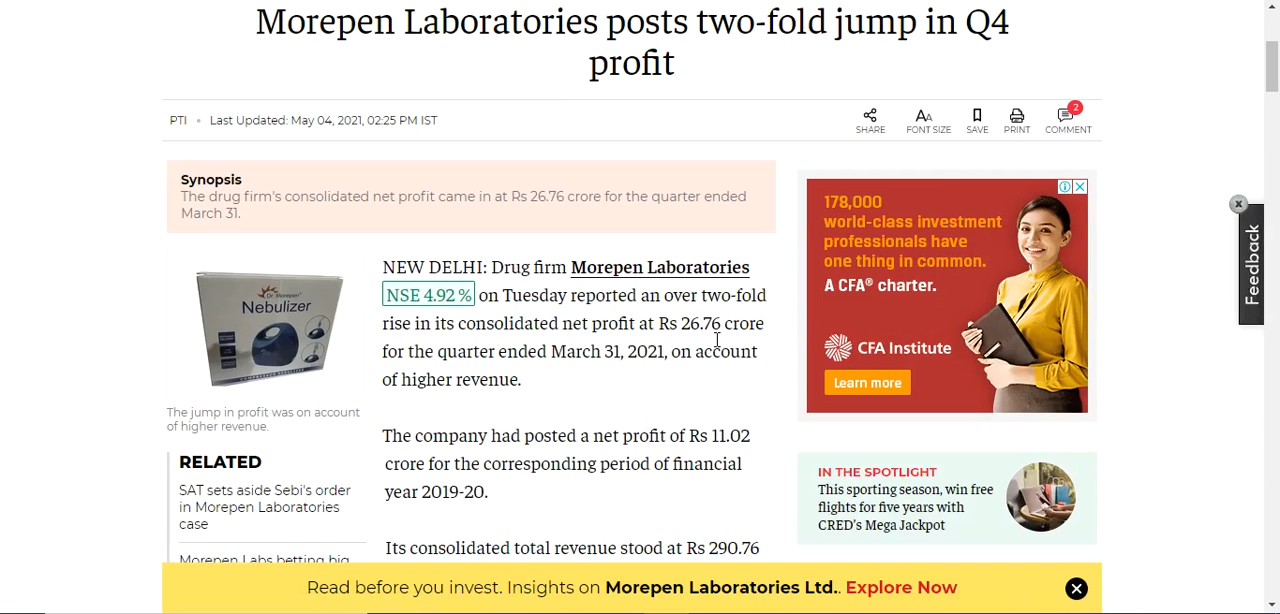 Morepen Laboratories posts two-fold jump in Q4
profit
PTI • Last Updated: May 04, 2021, 02:25 PM IST
SHARE
AA
FONT SIZE
SAVE
PRINT
2
COMMENT
Synopsis
The drug firm's consolidated net profit came in at Rs 26.76 crore for the quarter ended
March 31.
Dr. Morepen
Nebulizer
The jump in profit was on account
of higher revenue.
RELATED
SAT sets aside Sebi's order
in Morepen Laboratories
case
Morepen Labs betting big
NEW DELHI: Drug firm Morepen Laboratories
NSE 4.92 % on Tuesday reported an over two-fold
rise in its consolidated net profit at Rs 26.76 crore
for the quarter ended March 31, 2021, on account
of higher revenue.
The company had posted a net profit of Rs 11.02
crore for the corresponding period of financial
year 2019-20.
Its consolidated total revenue stood at Rs 290.76
178,000
world-class investment
professionals have
one thing in common.
A CFA® charter.
CFA Institute
Learn more
IN THE SPOTLIGHT
This sporting season, win free
flights for five years with
CRED's Mega Jackpot
Feedback
Read before you invest. Insights on Morepen Laboratories Ltd.. Explore Now